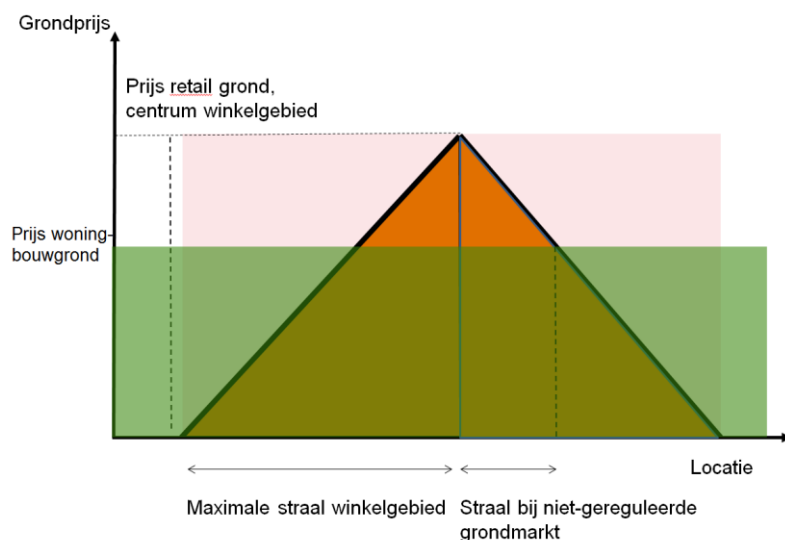 Grondprijs
Prijs retail grond,
centrum winkelgebied
Prijs woning-
bouwgrond
Locatie
Maximale straal winkelgebied
Straal bij niet-gereguleerde
grondmarkt